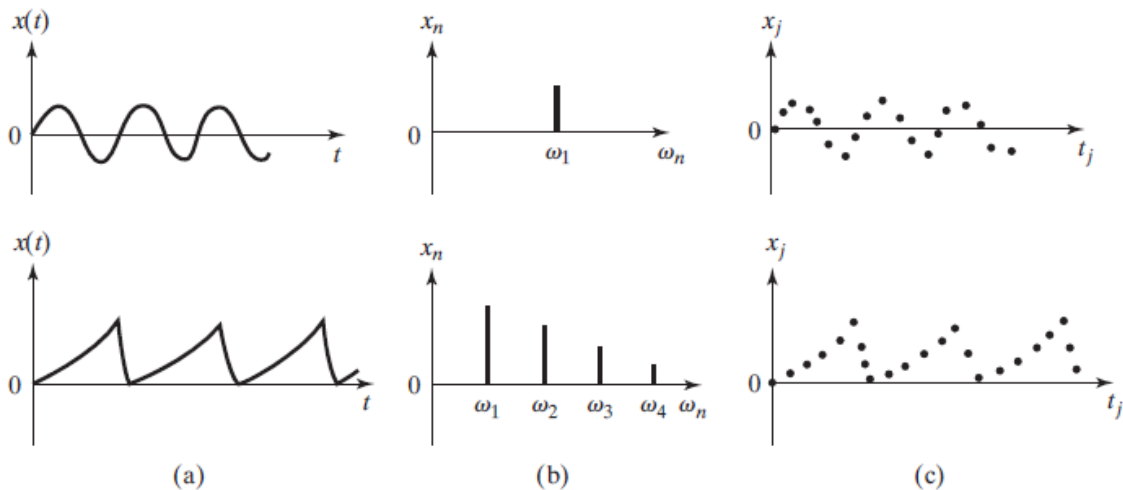 x(t)
0
t
x_n
0
ω_1
ω_n
x_j
0
t_j
x(t)
0
t
x_n
0
ω_1 ω_2 ω_3 ω_4 ω_n
x_j
0
t_j
(a) (b) (c)